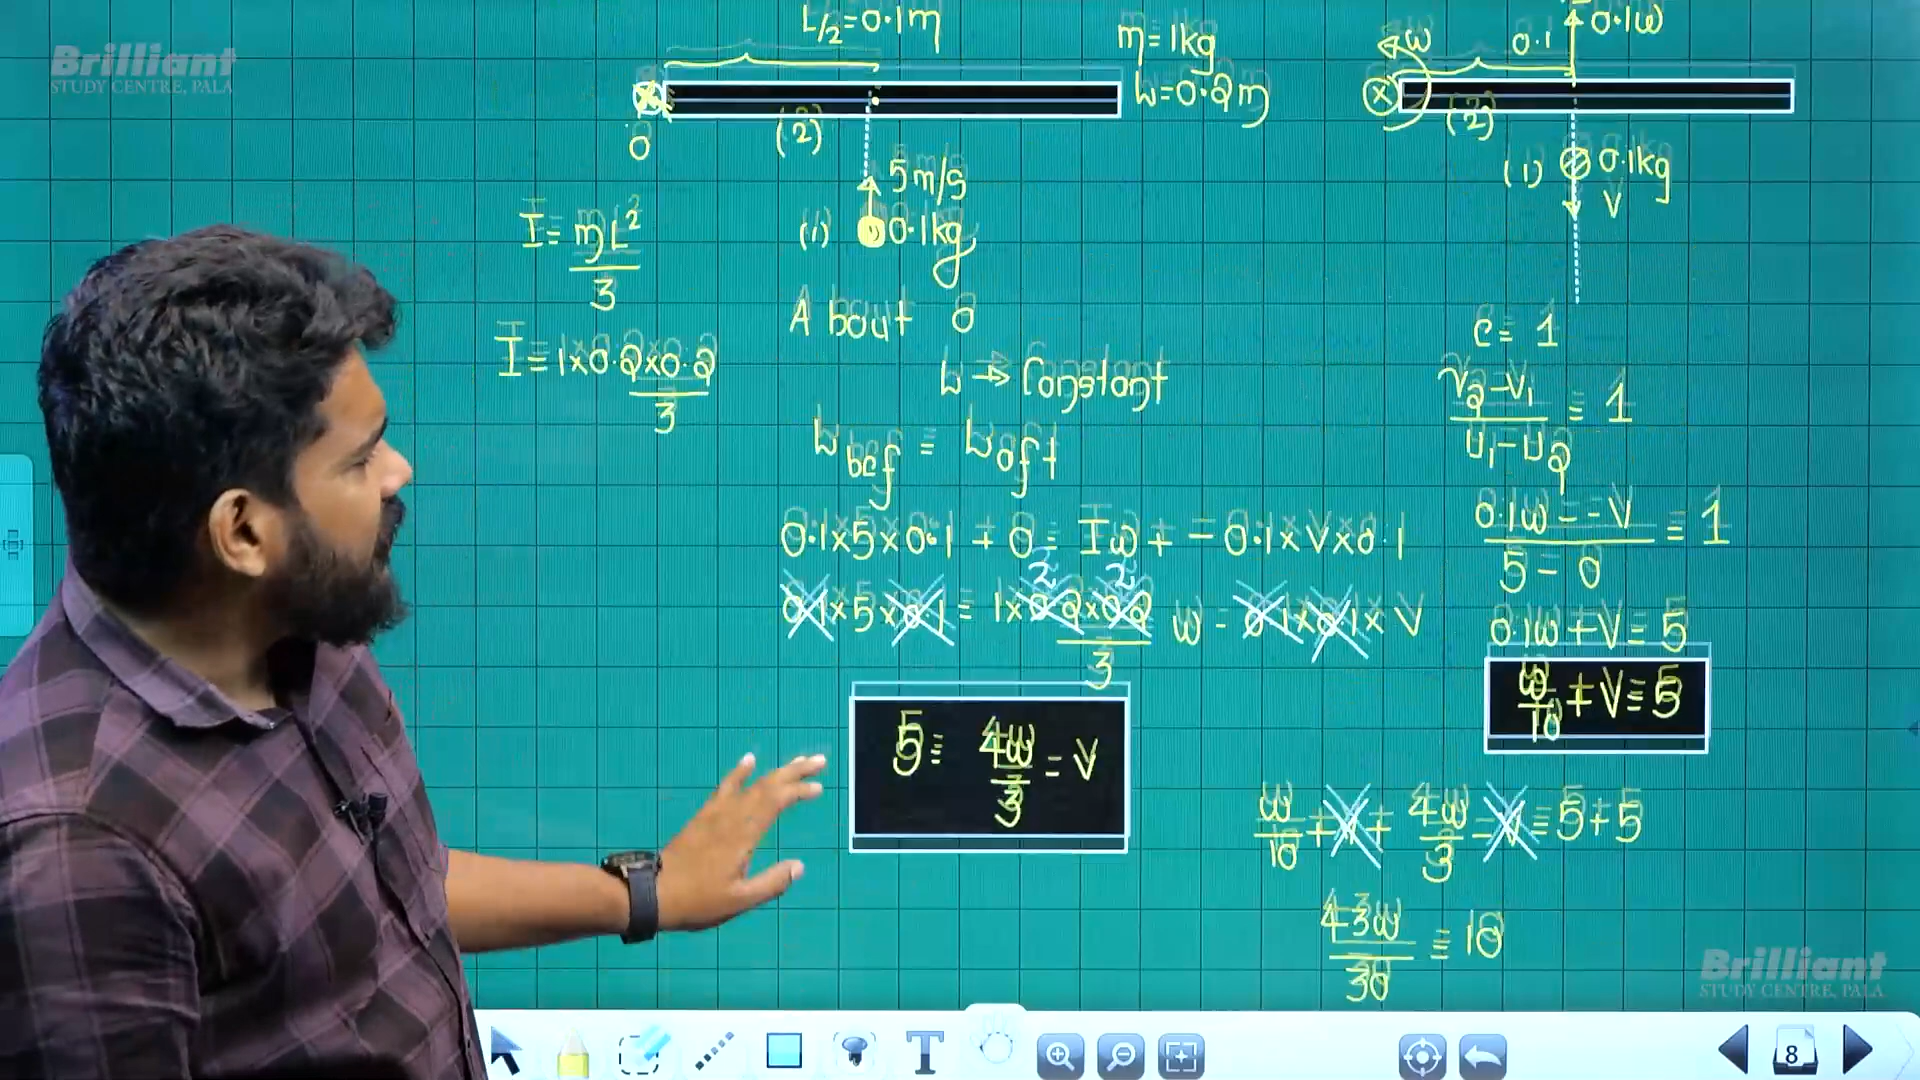 Brilliant
STUDY CENTRE, PALA
L/2 = 0.1m
m = 1kg
L = 0.2m
O
(2)
5 m/s
(1)
0.1kg
I = mL²/3
I = 1×0.2×0.2/3
About O
L → Constant
L bef = L aft
0.1×5×0.1 + 0 = Iω + - 0.1×V×0.1
0.1×5×0.1 = 1×0.2×0.2/3 ω - 0.1×0.1×V
2 2
5 = 4ω/3 - V
ω
0.1
0.1ω
(2)
(1)
0.1kg
V
e = 1
V2 - V1/U1 - U2 = 1
0.1ω - - V/5 - 0 = 1
0.1ω + V = 5
ω/10 + V = 5
ω/10 + V + 4ω/3 - V = 5+5
43ω/30 = 10
Brilliant
STUDY CENTRE, PALA
T
8